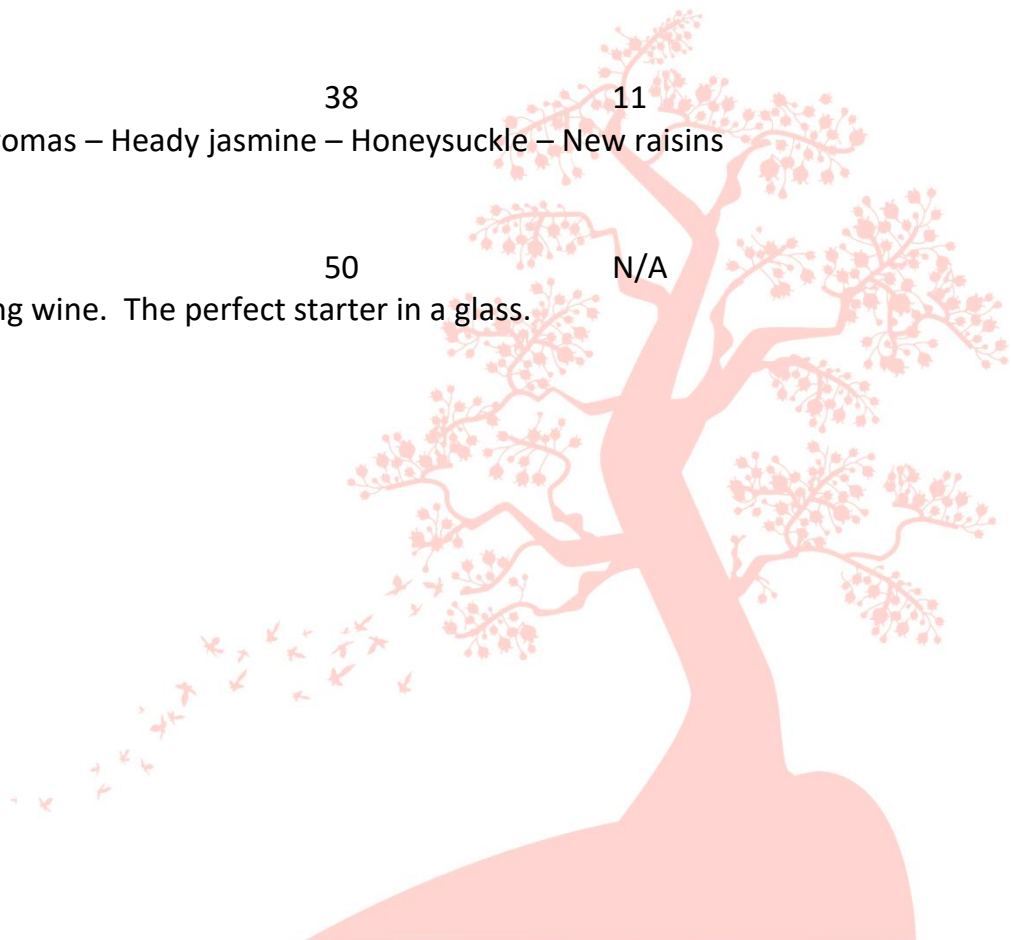 38 11
omas – Heady jasmine – Honeysuckle – New raisins
50 N/A
ng wine. The perfect starter in a glass.